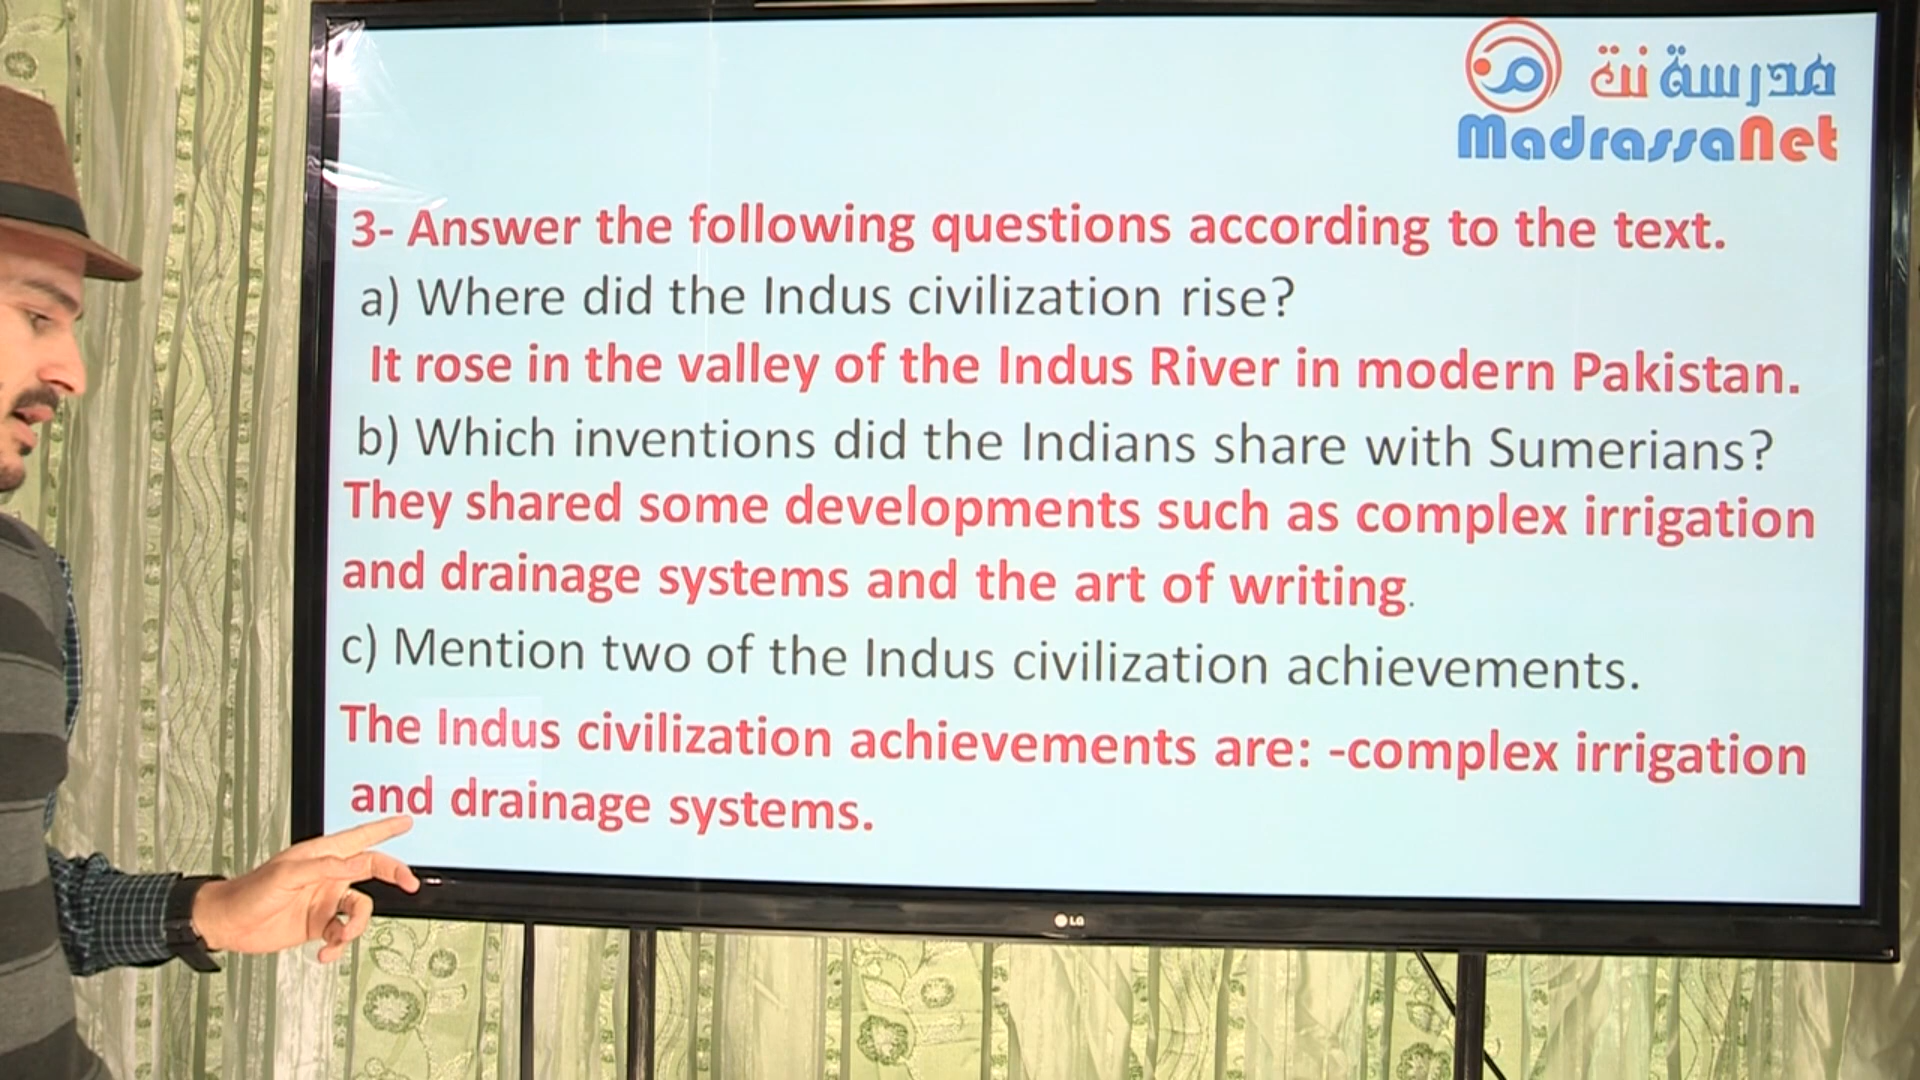 مدرسة نت
MadrassaNet
3- Answer the following questions according to the text.
a) Where did the Indus civilization rise?
It rose in the valley of the Indus River in modern Pakistan.
b) Which inventions did the Indians share with Sumerians?
They shared some developments such as complex irrigation
and drainage systems and the art of writing.
c) Mention two of the Indus civilization achievements.
The Indus civilization achievements are: -complex irrigation
and drainage systems.
LG